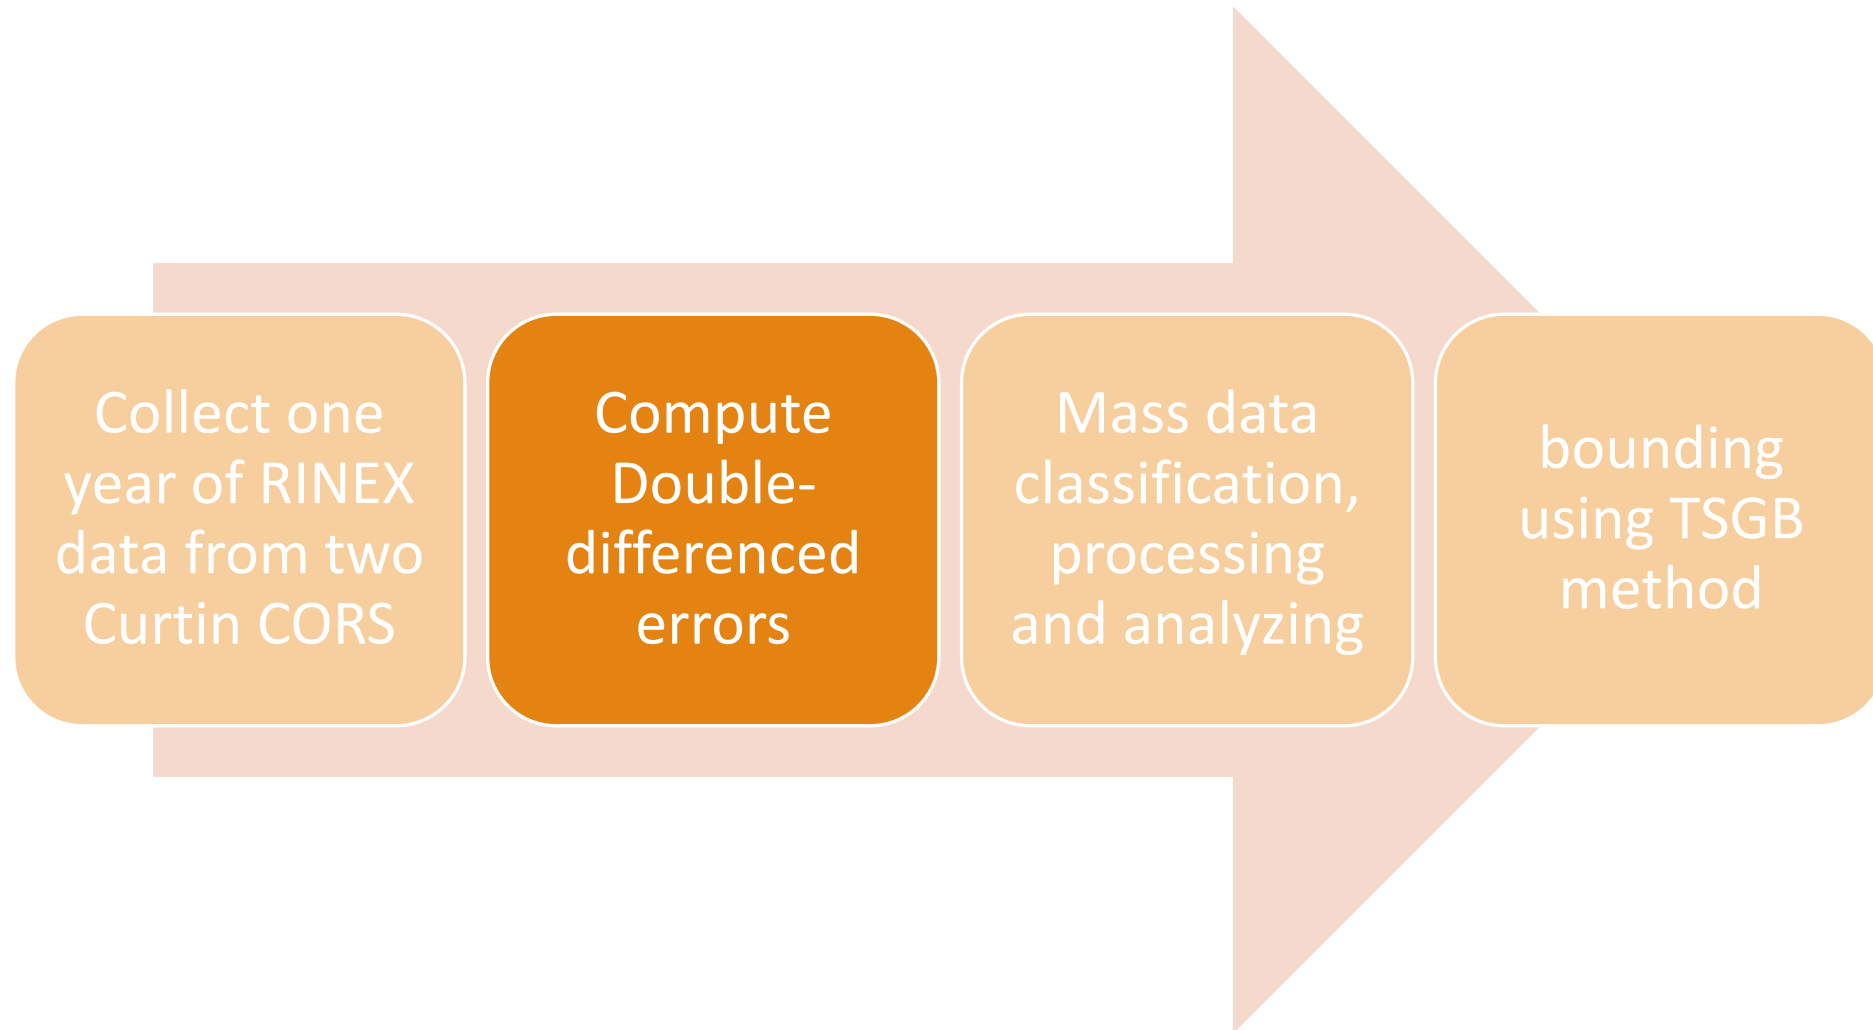 Collect one
year of RINEX
data from two
Curtin CORS
Compute
Double-
differenced
errors
Mass data
classification,
processing
and analyzing
bounding
using TSGB
method